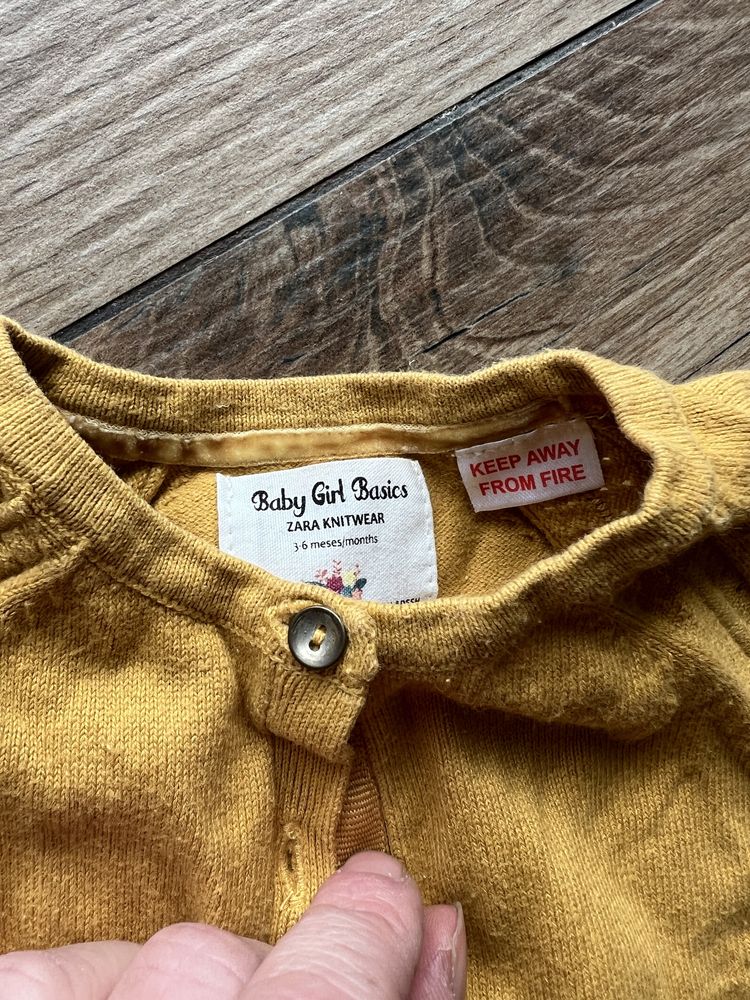 Baby Girl Basics
ZARA KNITWEAR
3-6 meses/months
KEEP AWAY
FROM FIRE